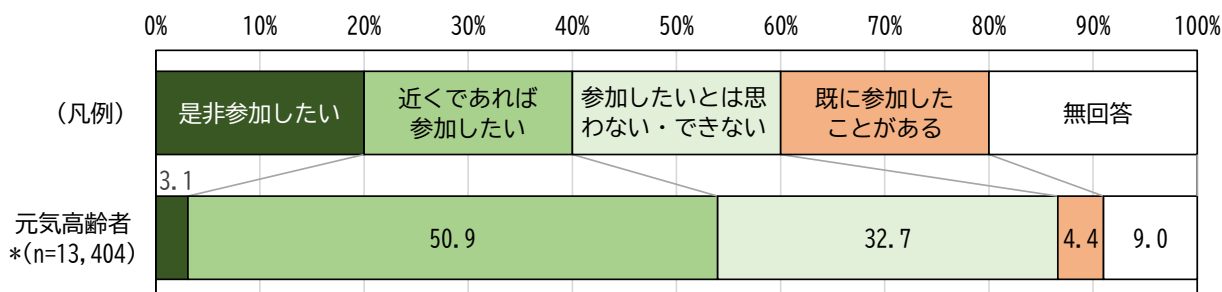 0% 10% 20% 30% 40% 50% 60% 70% 80% 90% 100%
(凡例)
是非参加したい
近くであれば
参加したい
参加したいとは思
わない・できない
既に参加した
ことがある
無回答
3.1
元気高齢者
*(n=13,404)
50.9
32.7
4.4
9.0